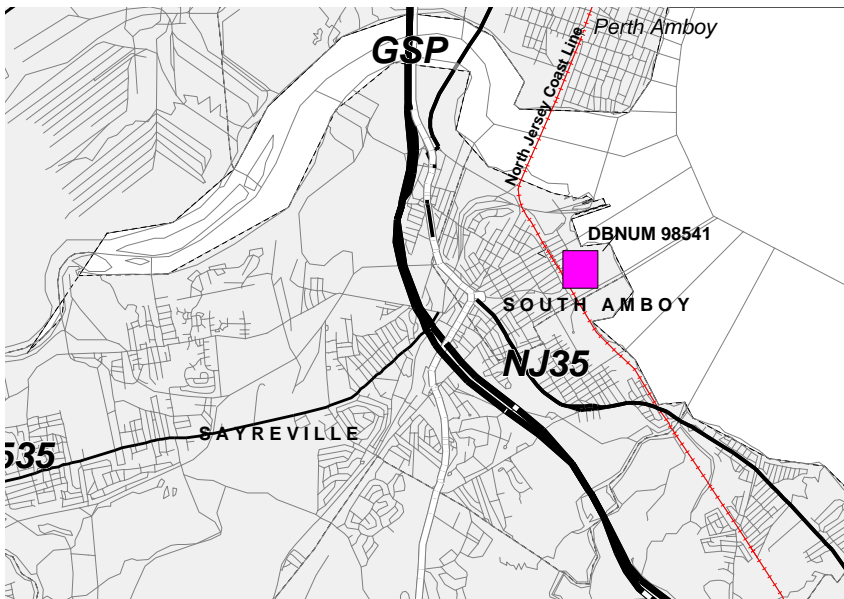 Perth Amboy
GSP
North Jersey Coast Line
DBNUM 98541
SOUTH AMBOY
NJ35
SAYREVILLE
535